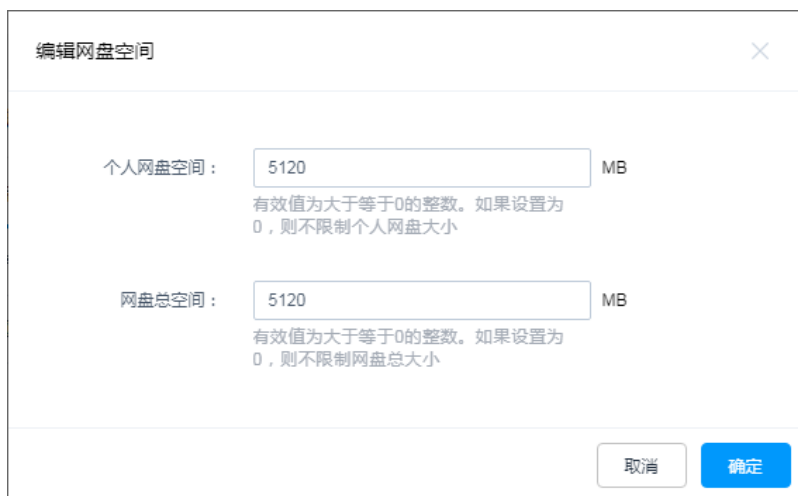 编辑网盘空间
个人网盘空间： 5120 MB
有效值为大于等于0的整数。如果设置为
0，则不限制个人网盘大小
网盘总空间： 5120 MB
有效值为大于等于0的整数。如果设置为
0，则不限制网盘总大小
取消 确定